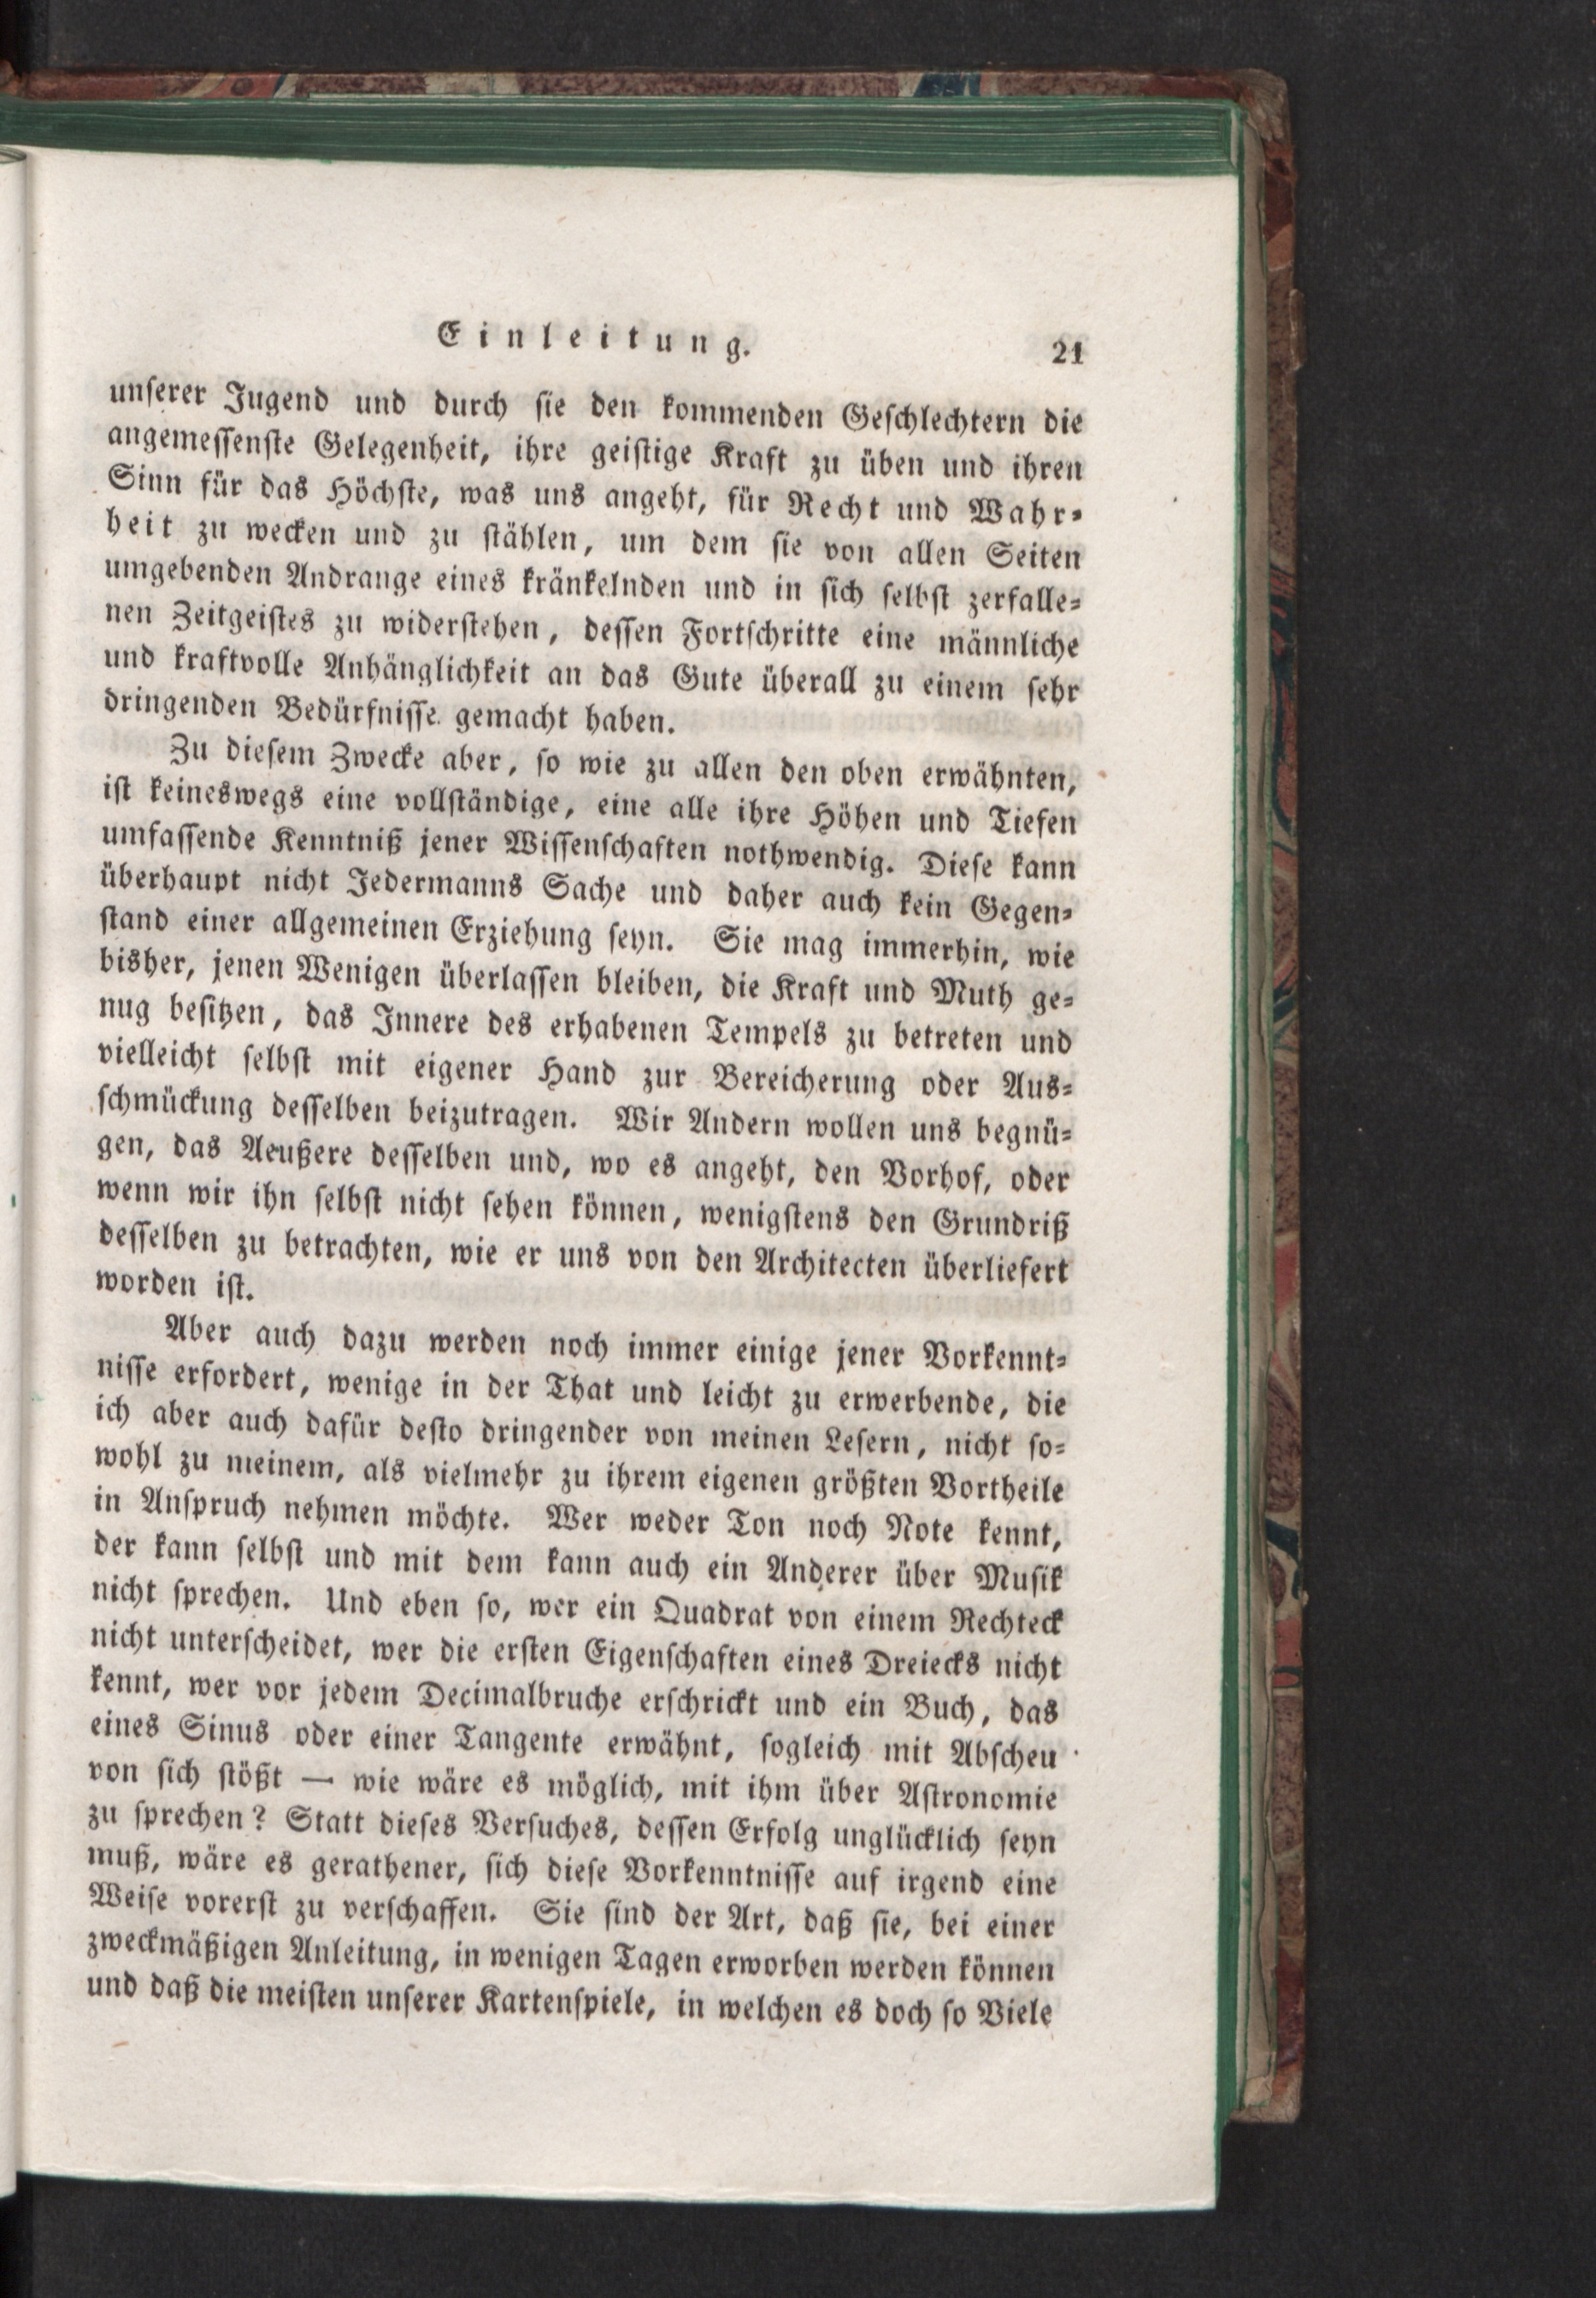 Einleitung. 21
unserer Jugend und durch sie den kommenden Geschlechtern die
angemessenste Gelegenheit, ihre geistige Kraft zu üben und ihren
Sinn für das Höchste, was uns angeht, für Recht und Wahr-
heit zu wecken und zu stählen, um dem sie von allen Seiten
umgebenden Andrange eines kränkelnden und in sich selbst zerfalle-
nen Zeitgeistes zu widerstehen, dessen Fortschritte eine männliche
und kraftvolle Anhänglichkeit an das Gute überall zu einem sehr
dringenden Bedürfnisse gemacht haben.
Zu diesem Zwecke aber, so wie zu allen den oben erwähnten,
ist keineswegs eine vollständige, eine alle ihre Höhen und Tiefen
umfassende Kenntniß jener Wissenschaften nothwendig. Diese kann
überhaupt nicht Jedermanns Sache und daher auch kein Gegen-
stand einer allgemeinen Erziehung seyn. Sie mag immerhin, wie
bisher, jenen Wenigen überlassen bleiben, die Kraft und Muth ge-
nug besitzen, das Innere des erhabenen Tempels zu betreten und
vielleicht selbst mit eigener Hand zur Bereicherung oder Aus-
schmückung desselben beizutragen. Wir Andern wollen uns begnü-
gen, das Aeußere desselben und, wo es angeht, den Vorhof, oder
wenn wir ihn selbst nicht sehen können, wenigstens den Grundriß
desselben zu betrachten, wie er uns von den Architecten überliefert
worden ist.
Aber auch dazu werden noch immer einige jener Vorkennt-
nisse erfordert, wenige in der That und leicht zu erwerbende, die
ich aber auch dafür desto dringender von meinen Lesern, nicht so-
wohl zu meinem, als vielmehr zu ihrem eigenen größten Vortheile
in Anspruch nehmen möchte. Wer weder Ton noch Note kennt,
der kann selbst und mit dem kann auch ein Anderer über Musik
nicht sprechen. Und eben so, wer ein Quadrat von einem Rechteck
nicht unterscheidet, wer die ersten Eigenschaften eines Dreiecks nicht
kennt, wer vor jedem Decimalbruche erschrickt und ein Buch, das
eines Sinus oder einer Tangente erwähnt, sogleich mit Abscheu
von sich stößt — wie wäre es möglich, mit ihm über Astronomie
zu sprechen? Statt dieses Versuches, dessen Erfolg unglücklich seyn
muß, wäre es gerathener, sich diese Vorkenntnisse auf irgend eine
Weise vorerst zu verschaffen. Sie sind der Art, daß sie, bei einer
zweckmäßigen Anleitung, in wenigen Tagen erworben werden können
und daß die meisten unserer Kartenspiele, in welchen es doch so Viele